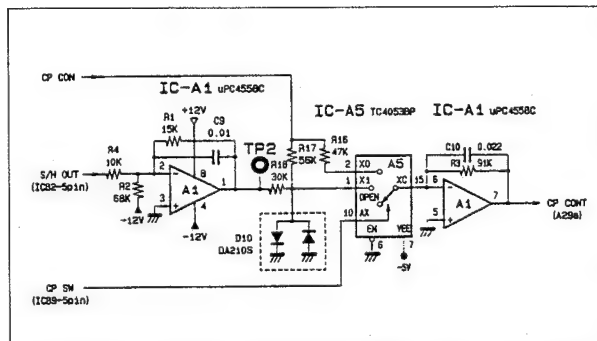 CP CON
IC-A1 uPC4558C
+12V
R1
15K
C9
0.01
IC-A5 TC4053BP
IC-A1 uPC4558C
TP2
R17
56K
R16
47K
C10 0.022
R3 91K
R4
10K
S/H OUT
(IC82-5pin)
R2
68K
-12V
2
3
8
A1
1
4
-12V
R18
30K
2 X0 A5
1 X1 XC 15
OPEN
10 AX
EN VEE
6 7
-5V
6
5
A1
7
CP CONT
(A29a)
D10
DA210S
CP SW
(IC89-5pin)